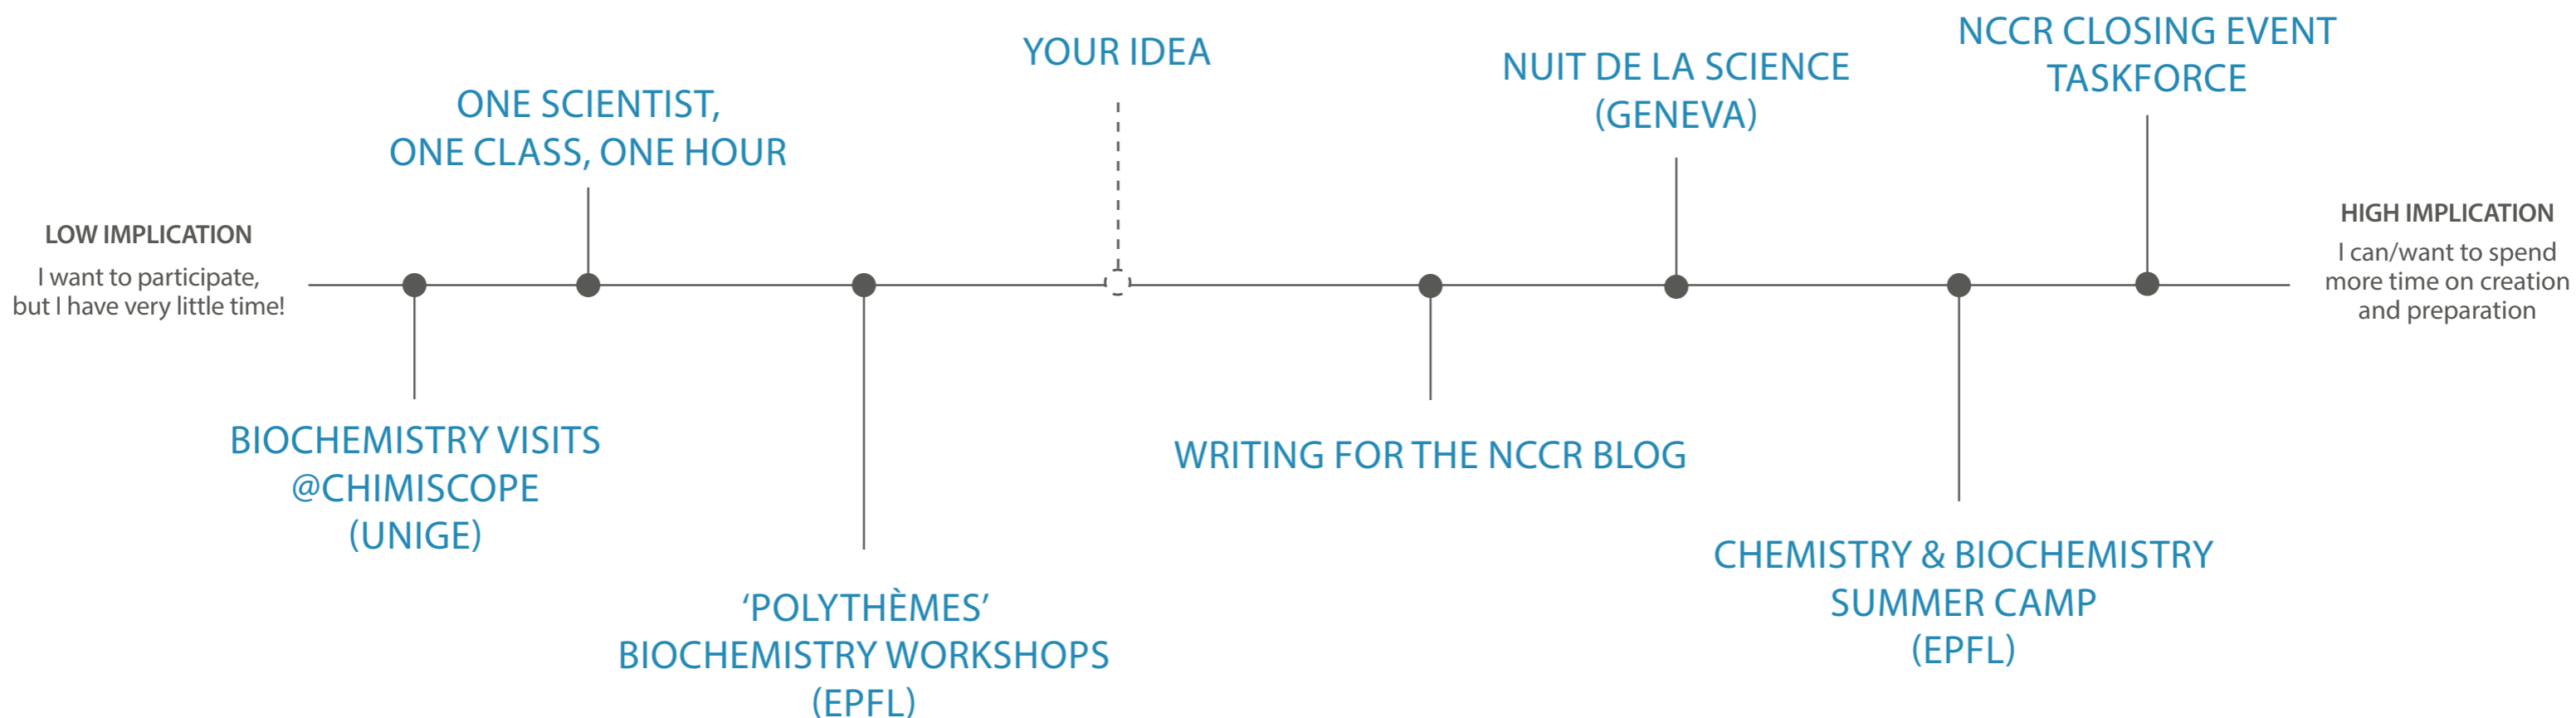 LOW IMPLICATION
I want to participate,
but I have very little time!
BIOCHEMISTRY VISITS
@CHIMISCOPE
(UNIGE)
ONE SCIENTIST,
ONE CLASS, ONE HOUR
‘POLYTHÈMES’
BIOCHEMISTRY WORKSHOPS
(EPFL)
YOUR IDEA
WRITING FOR THE NCCR BLOG
NUIT DE LA SCIENCE
(GENEVA)
CHEMISTRY & BIOCHEMISTRY
SUMMER CAMP
(EPFL)
NCCR CLOSING EVENT
TASKFORCE
HIGH IMPLICATION
I can/want to spend
more time on creation
and preparation